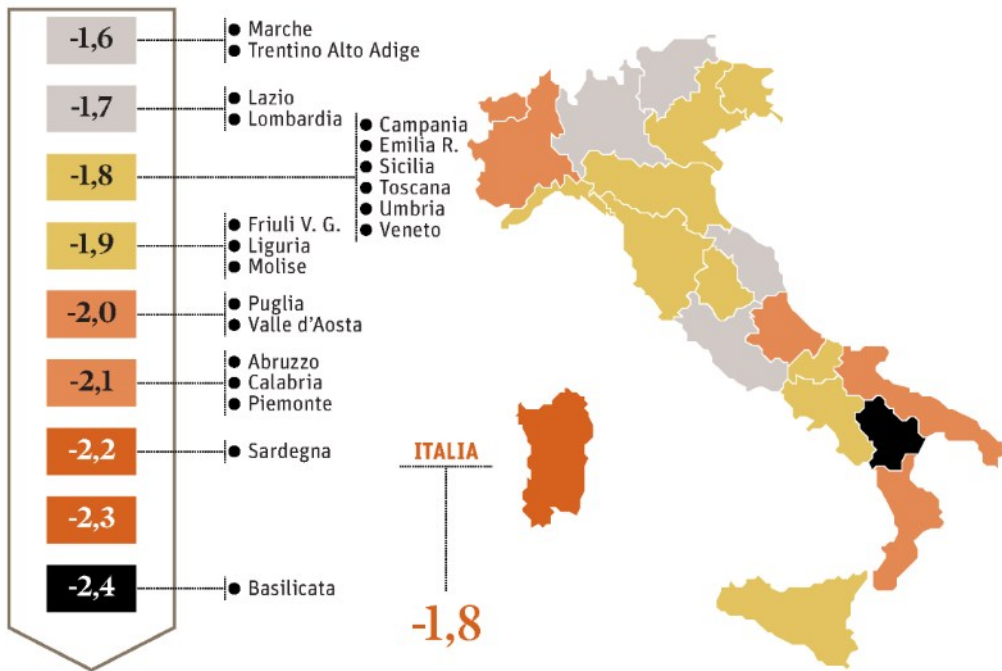 -1,6
● Marche
● Trentino Alto Adige
-1,7
● Lazio
● Lombardia
-1,8
● Campania
● Emilia R.
● Sicilia
● Toscana
● Umbria
● Veneto
-1,9
● Friuli V. G.
● Liguria
● Molise
-2,0
● Puglia
● Valle d'Aosta
-2,1
● Abruzzo
● Calabria
● Piemonte
-2,2
● Sardegna
-2,3
-2,4
● Basilicata
ITALIA
-1,8